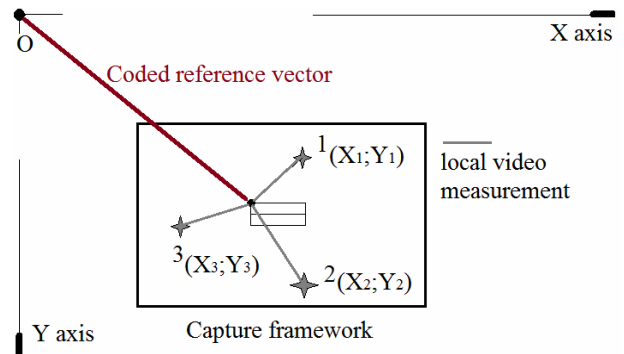 O
X axis
Coded reference vector
1(X1;Y1)
local video
measurement
3(X3;Y3)
2(X2;Y2)
Y axis
Capture framework